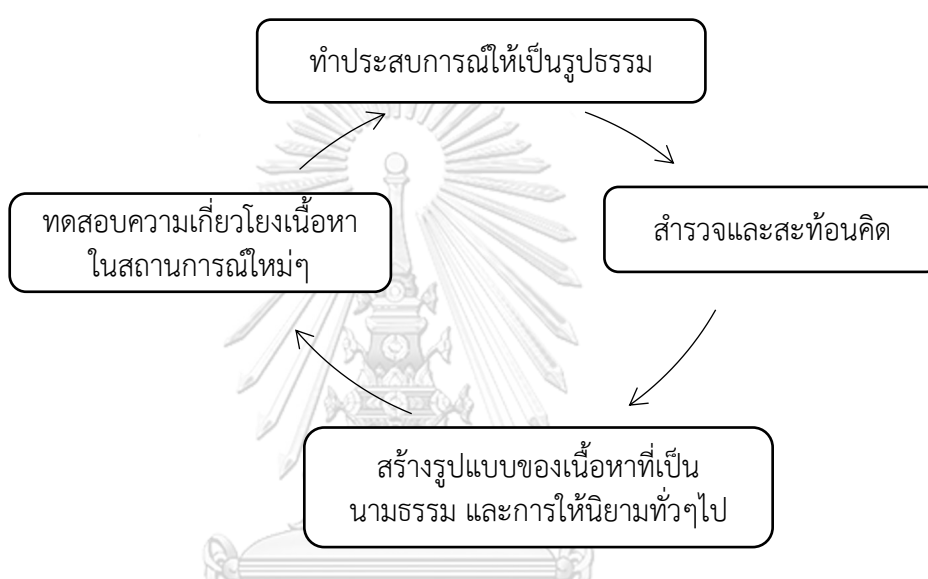 ทำประสบการณ์ให้เป็นรูปธรรม
สำรวจและสะท้อนคิด
สร้างรูปแบบของเนื้อหาที่เป็น
นามธรรม และการให้นิยามทั่วๆไป
ทดสอบความเกี่ยวโยงเนื้อหา
ในสถานการณ์ใหม่ๆ